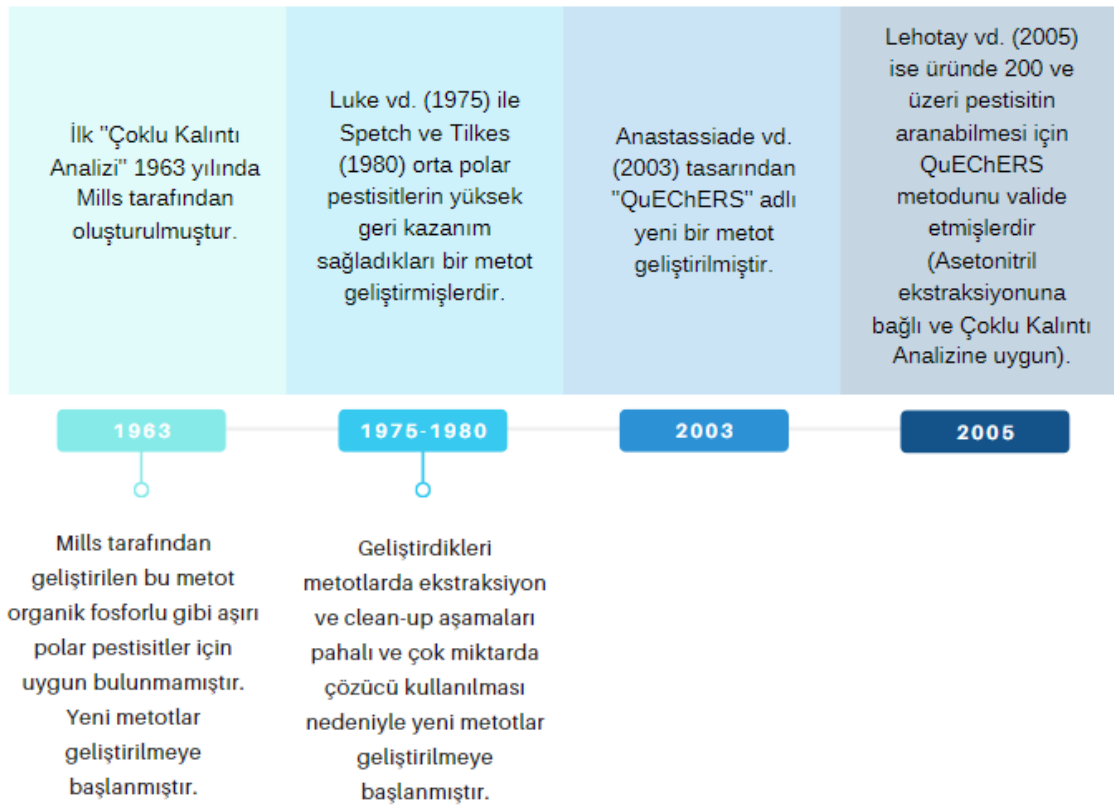 İlk "Çoklu Kalıntı
Analizi" 1963 yılında
Mills tarafından
oluşturulmuştur.
Luke vd. (1975) ile
Spetch ve Tilkes
(1980) orta polar
pestisitlerin yüksek
geri kazanım
sağladıkları bir metot
geliştirmişlerdir.
Anastassiade vd.
(2003) tasarından
"QuEChERS" adlı
yeni bir metot
geliştirilmiştir.
Lehotay vd. (2005)
ise üründe 200 ve
üzeri pestisitin
aranabilmesi için
QuEChERS
metodunu valide
etmişlerdir
(Asetonitril
ekstraksiyonuna
bağlı ve Çoklu Kalıntı
Analizine uygun).
1963
1975-1980
2003
2005
Mills tarafından
geliştirilen bu metot
organik fosforlu gibi aşırı
polar pestisitler için
uygun bulunmamıştır.
Yeni metotlar
geliştirilmeye
başlanmıştır.
Geliştirdikleri
metotlarda ekstraksiyon
ve clean-up aşamaları
pahalı ve çok miktarda
çözücü kullanılması
nedeniyle yeni metotlar
geliştirilmeye
başlanmıştır.